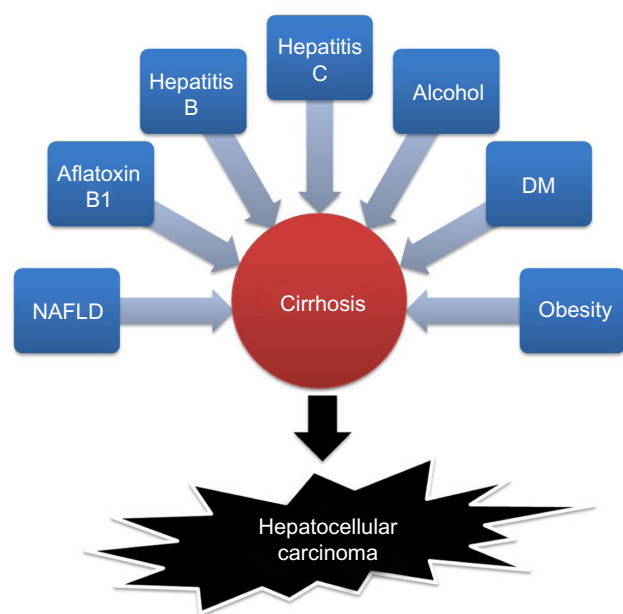 Hepatitis
C
Hepatitis
B
Alcohol
Aflatoxin
B1
DM
NAFLD
Cirrhosis
Obesity
Hepatocellular
carcinoma